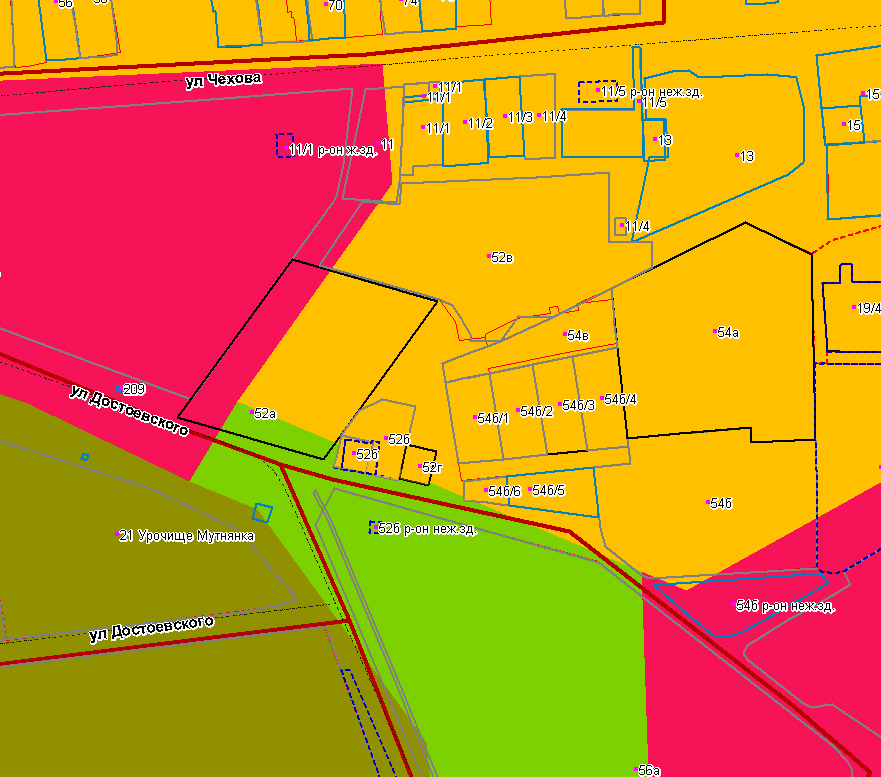 56
70
74
ул Чехова
11/1
11/1
11/1
11/2
11/3
11/4
11/5 р-он неж.зд.
11/5
15
15
13
13
11/1 р-он ж.зд.
11
11/4
52в
19/4
54а
54в
209
ул Достоевского
52а
54б/1
54б/2
54б/3
54б/4
52б
52б
52г
54б/6
54б/5
54б
52б р-он неж.зд.
21 Урочище Мутнянка
54б р-он неж.зд.
ул Достоевского
56а